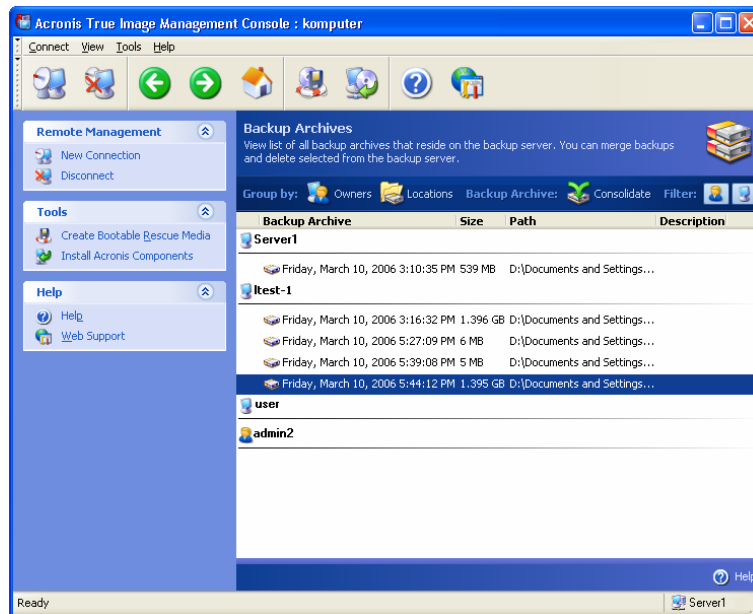 Acronis True Image Management Console : komputer
Connect View Tools Help
Remote Management
New Connection
Disconnect
Tools
Create Bootable Rescue Media
Install Acronis Components
Help
Help
Web Support
Backup Archives
View list of all backup archives that reside on the backup server. You can merge backups
and delete selected from the backup server.
Group by: Owners Locations Backup Archive: Consolidate Filter:
Backup Archive Size Path Description
Server1
Friday, March 10, 2006 3:10:35 PM 539 MB D:\Documents and Settings...
ltest-1
Friday, March 10, 2006 3:16:32 PM 1.396 GB D:\Documents and Settings...
Friday, March 10, 2006 5:27:09 PM 6 MB D:\Documents and Settings...
Friday, March 10, 2006 5:39:08 PM 5 MB D:\Documents and Settings...
Friday, March 10, 2006 5:44:12 PM 1.395 GB D:\Documents and Settings...
user
admin2
Help
Ready Server1